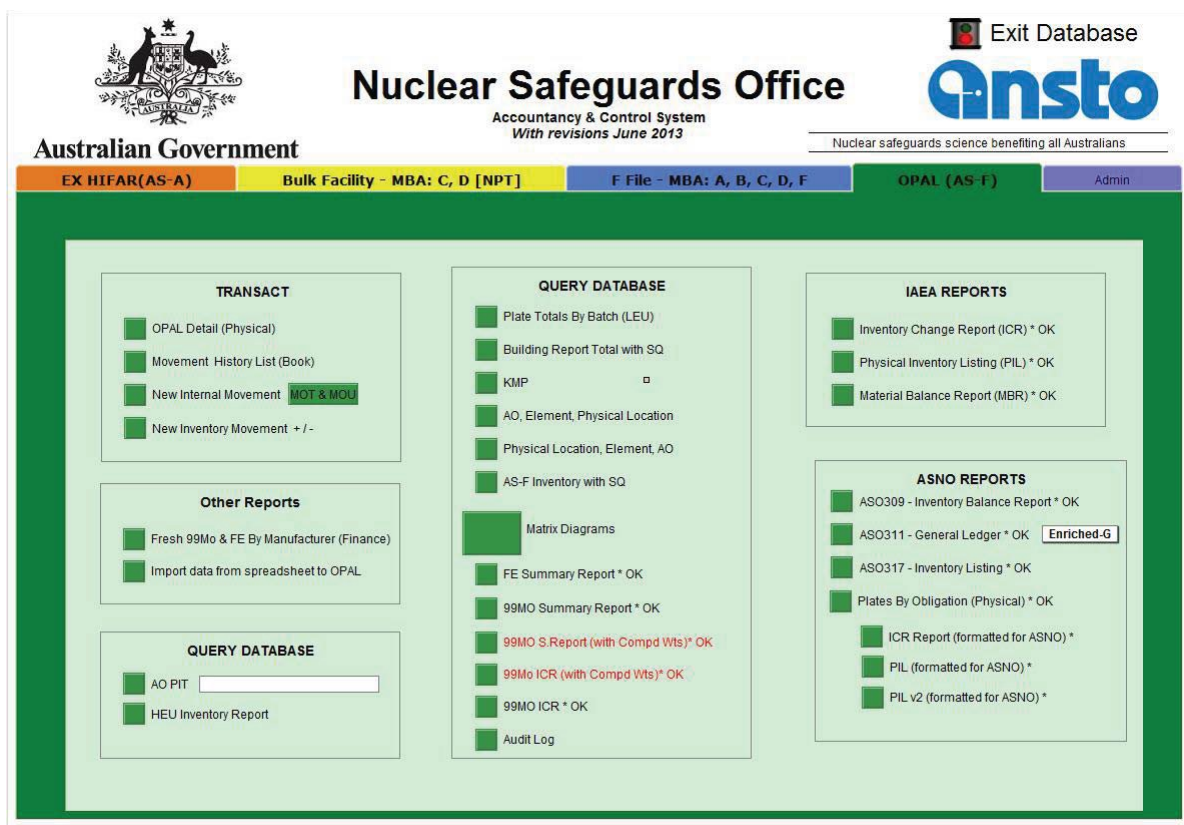 Exit Database
AUSTRALIA
Australian Government
Nuclear Safeguards Office
Accountancy & Control System
With revisions June 2013
ansto
Nuclear safeguards science benefiting all Australians
EX HIFAR(AS-A)
Bulk Facility - MBA: C, D [NPT]
F File - MBA: A, B, C, D, F
OPAL (AS-F)
Admin
TRANSACT
OPAL Detail (Physical)
Movement History List (Book)
New Internal Movement MOT & MOU
New Inventory Movement + / -
Other Reports
Fresh 99Mo & FE By Manufacturer (Finance)
Import data from spreadsheet to OPAL
QUERY DATABASE
AO PIT
HEU Inventory Report
QUERY DATABASE
Plate Totals By Batch (LEU)
Building Report Total with SQ
KMP
AO, Element, Physical Location
Physical Location, Element, AO
AS-F Inventory with SQ
Matrix Diagrams
FE Summary Report * OK
99MO Summary Report * OK
99MO S.Report (with Compd Wts)* OK
99Mo ICR (with Compd Wts)* OK
99MO ICR * OK
Audit Log
IAEA REPORTS
Inventory Change Report (ICR) * OK
Physical Inventory Listing (PIL) * OK
Material Balance Report (MBR) * OK
ASNO REPORTS
ASO309 - Inventory Balance Report * OK
ASO311 - General Ledger * OK Enriched-G
ASO317 - Inventory Listing * OK
Plates By Obligation (Physical) * OK
ICR Report (formatted for ASNO) *
PIL (formatted for ASNO) *
PIL v2 (formatted for ASNO) *